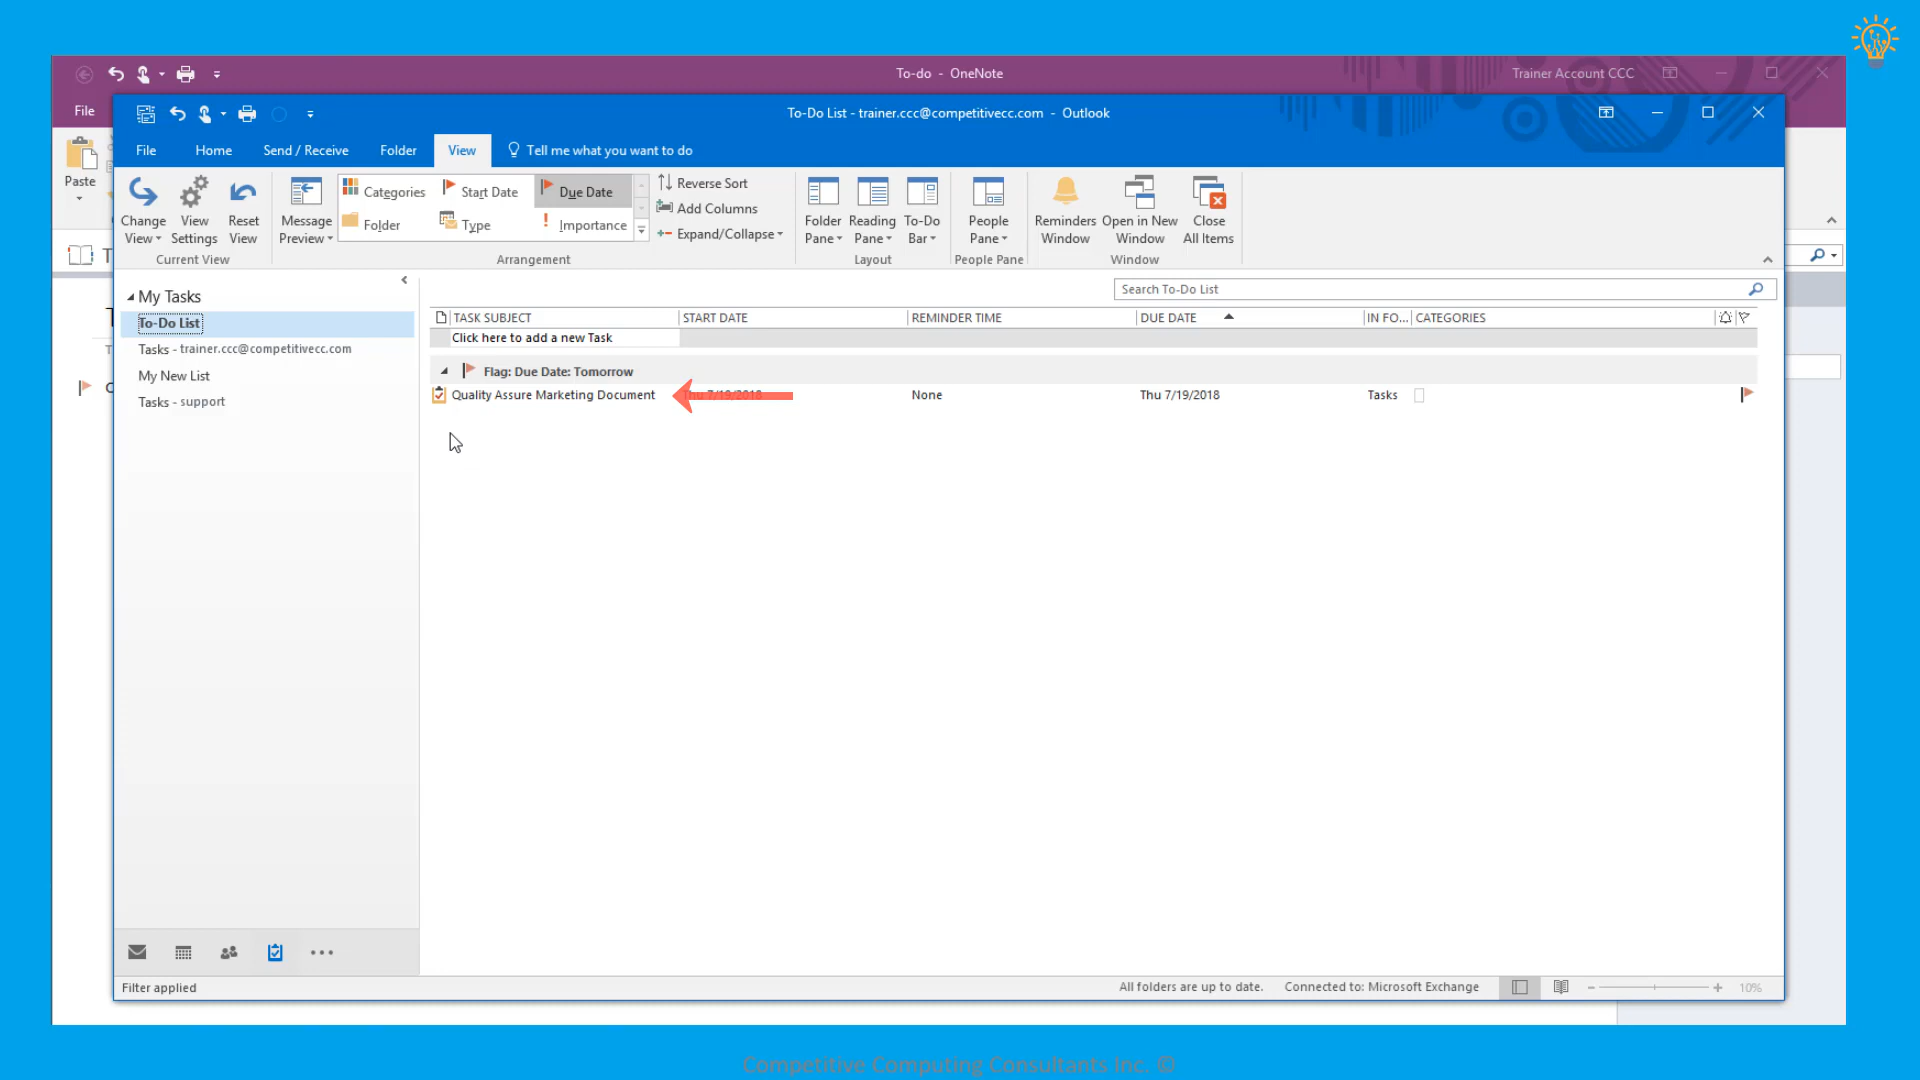 To-do - OneNote
Trainer Account CCC
File
To-Do List - trainer.ccc@competitivecc.com - Outlook
File Home Send / Receive Folder View Tell me what you want to do
Paste
Change View
View Settings
Reset View
Current View
Message Preview
Categories Start Date Due Date
Folder Type Importance
Reverse Sort
Add Columns
Expand/Collapse
Arrangement
Folder Pane
Reading Pane
To-Do Bar
Layout
People Pane
People Pane
Reminders Window
Open in New Window
Close All Items
Window
My Tasks
To-Do List
Tasks - trainer.ccc@competitivecc.com
My New List
Tasks - support
Search To-Do List
TASK SUBJECT START DATE REMINDER TIME DUE DATE IN FO... CATEGORIES
Click here to add a new Task
Flag: Due Date: Tomorrow
Quality Assure Marketing Document Thu 7/19/2018 None Thu 7/19/2018 Tasks
Filter applied
All folders are up to date. Connected to: Microsoft Exchange 10%
Competitive Computing Consultants Inc. ©